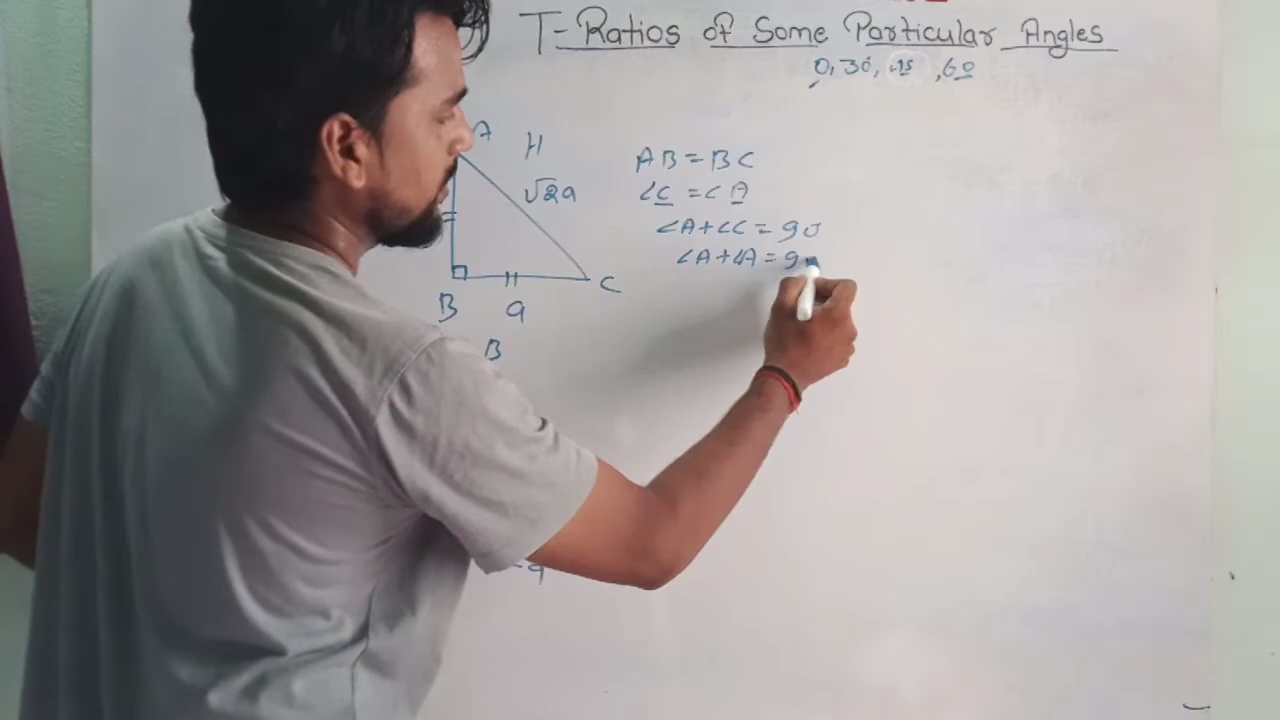 T-Ratios of Some Particular Angles
0, 30, 45, 60
A
H
√2a
B
a
C
B
AB = BC
∠C = ∠A
∠A+∠C = 90
∠A+∠A = 90
a